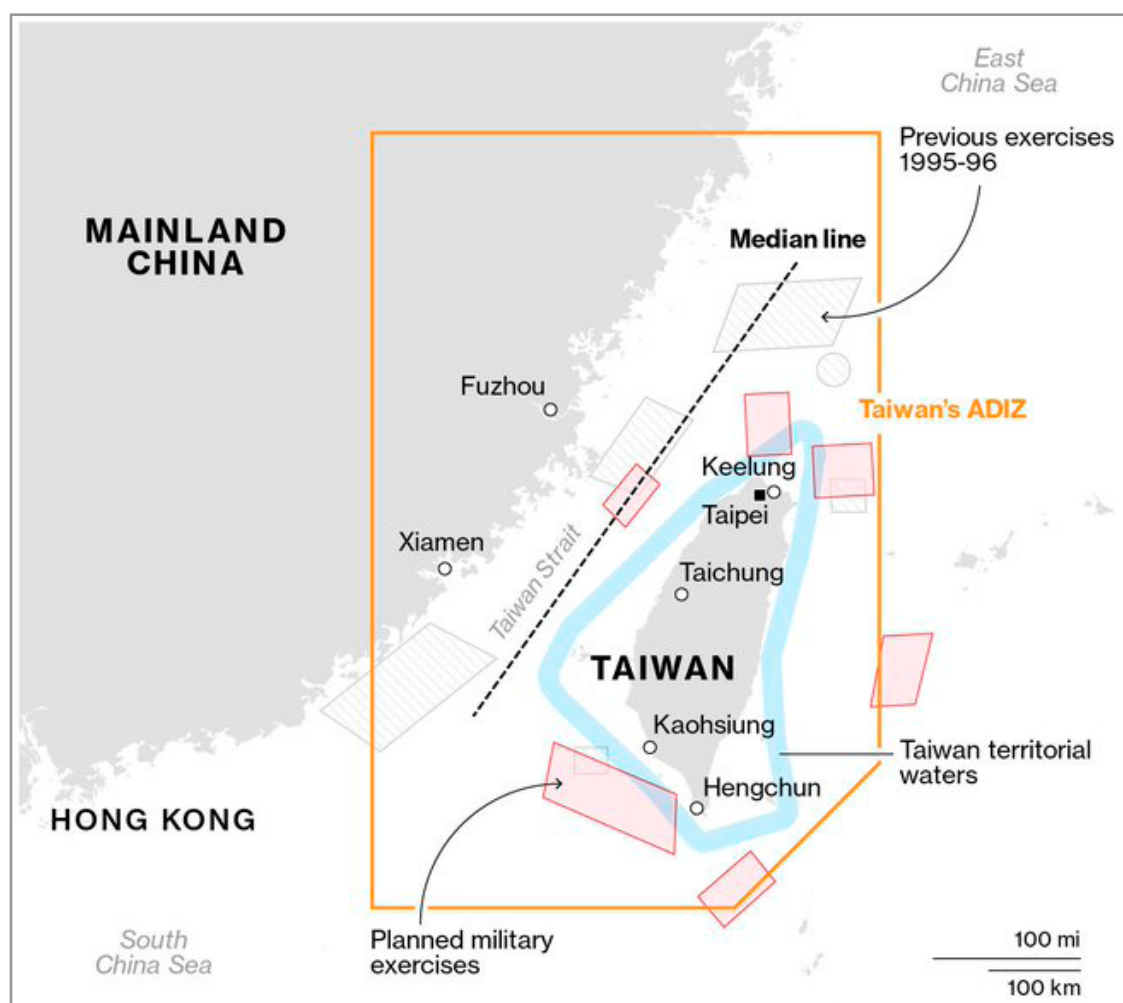 East
China Sea
Previous exercises
1995-96
MAINLAND
CHINA
Median line
Fuzhou
Taiwan's ADIZ
Keelung
Taipei
Xiamen
Taiwan Strait
Taichung
TAIWAN
Kaohsiung
Taiwan territorial
waters
Hengchun
HONG KONG
South
China Sea
Planned military
exercises
100 mi
100 km